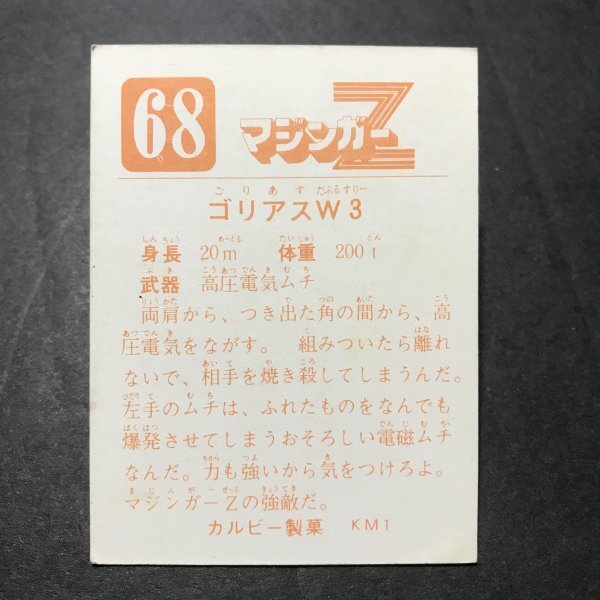 68
マジンガーZ
ごりあす だぶるすりー
ゴリアスW3
しんちょう めーとる たいじゅう とん
身長 20m 体重 200t
ぶき こうあつでんきむち
武器 高圧電気ムチ
りょうかた で つの あいだ こう
両肩から、つき出た角の間から、高
あつでんき く はな
圧電気をながす。 組みついたら離れ
あいて や ころ
ないで、相手を焼き殺してしまうんだ。
ひだりて むち
左手のムチは、ふれたものをなんでも
ばくはつ でんじむち
爆発させてしまうおそろしい電磁ムチ
ちから つよ き
なんだ。力も強いから気をつけろよ。
まじんがーぜっと きょうてき
マジンガーZの強敵だ。
カルビー製菓 KM1